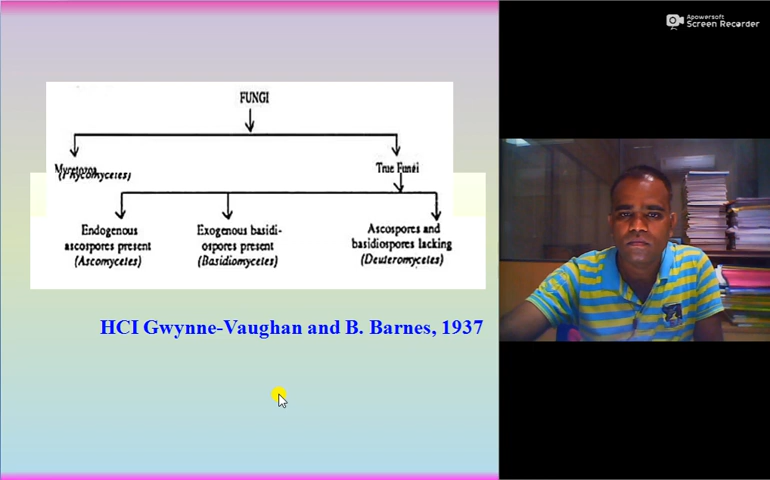 Apowersoft
Screen Recorder
FUNGI
Myxetozoa
(Phycomycetes)
True Fungi
Endogenous
ascospores present
(Ascomycetes)
Exogenous basidi-
ospores present
(Basidiomycetes)
Ascospores and
basidiospores lacking
(Deuteromycetes)
HCI Gwynne-Vaughan and B. Barnes, 1937